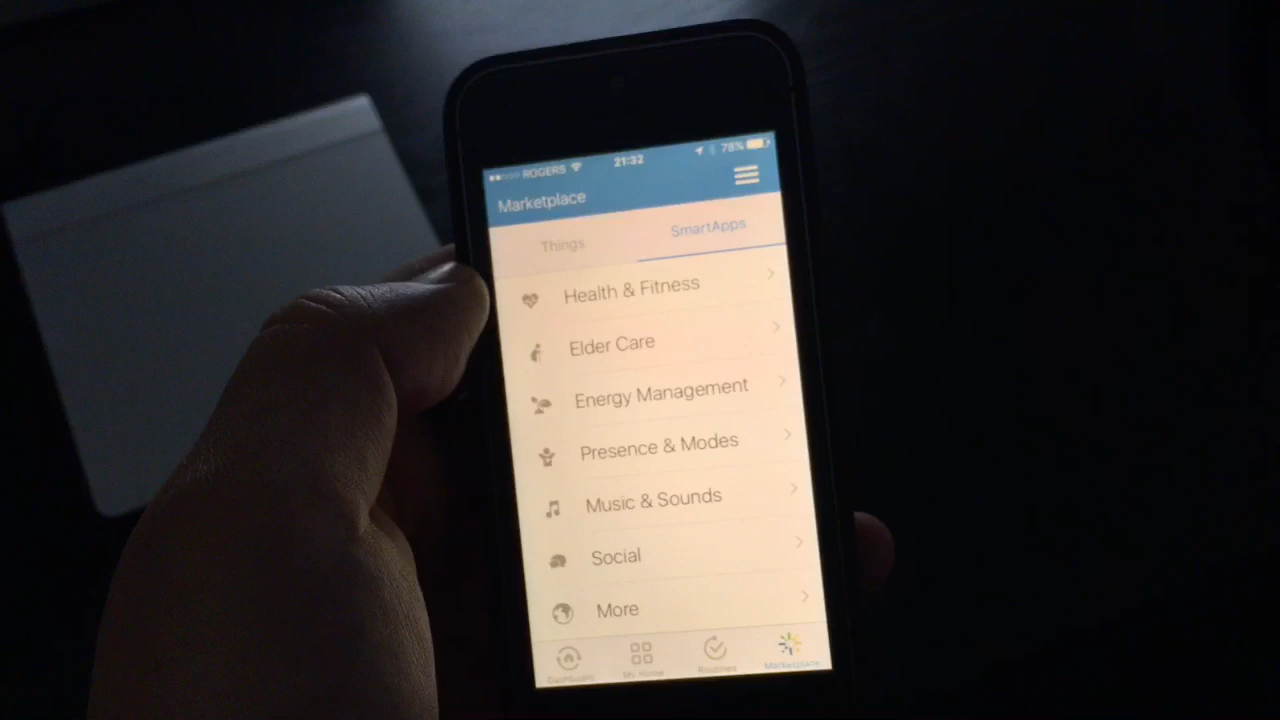 ROGERS 21:32 78%
Marketplace
Things SmartApps
Health & Fitness
Elder Care
Energy Management
Presence & Modes
Music & Sounds
Social
More
Dashboard My Home Routines Marketplace